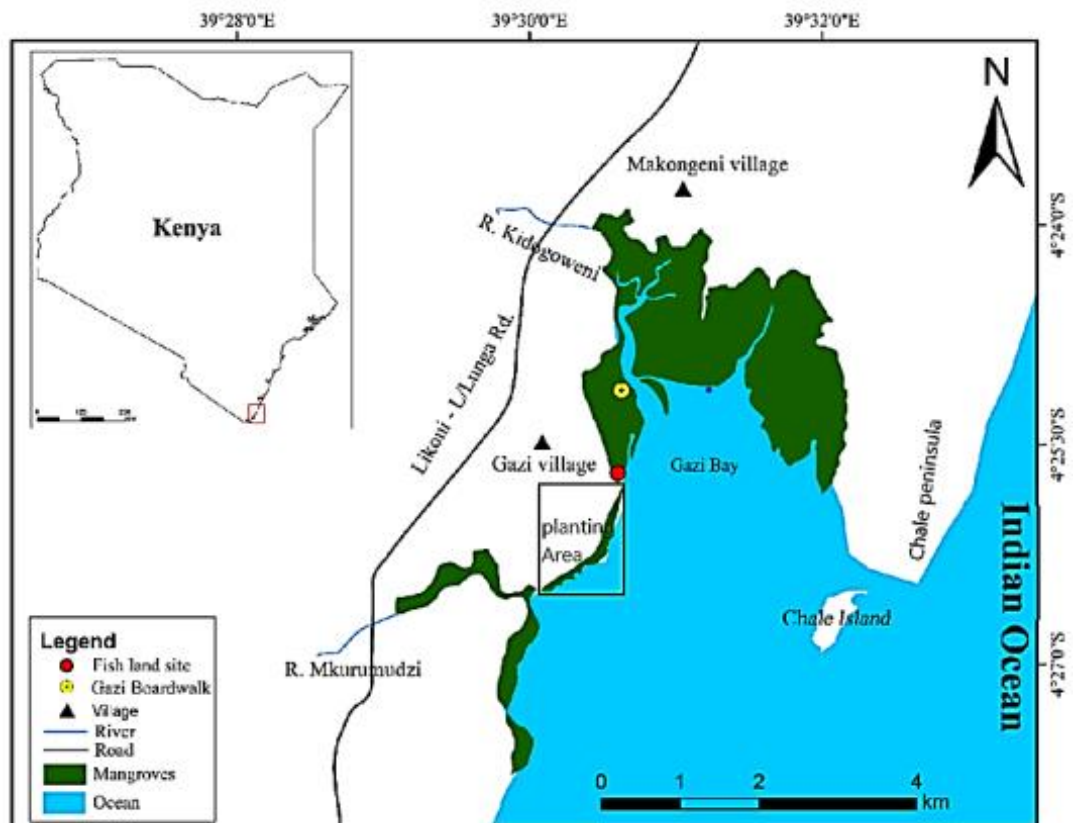 39°28'0"E
39°30'0"E
39°32'0"E
N
Kenya
Makongeni village
R. Kidogoweni
4°24'0"S
Likoni - L/Lunga Rd.
Gazi village
Gazi Bay
4°25'30"S
planting
Area
Chale peninsula
Indian Ocean
Chale Island
R. Mkurumudzi
4°27'0"S
Legend
Fish land site
Gazi Boardwalk
Village
River
Road
Mangroves
Ocean
0 1 2 4
km